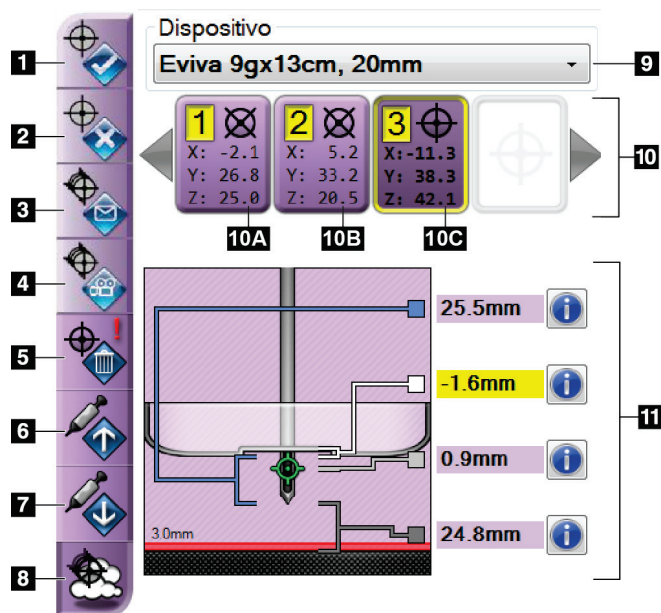 Dispositivo
1 Eviva 9gx13cm, 20mm 9
2
1 2 3
X: -2.1 X: 5.2 X:-11.3
Y: 26.8 Y: 33.2 Y: 38.3
Z: 25.0 Z: 20.5 Z: 42.1
10
3
10A 10B 10C
4
25.5mm
5 !
-1.6mm
11
6
0.9mm
7
3.0mm 24.8mm
8